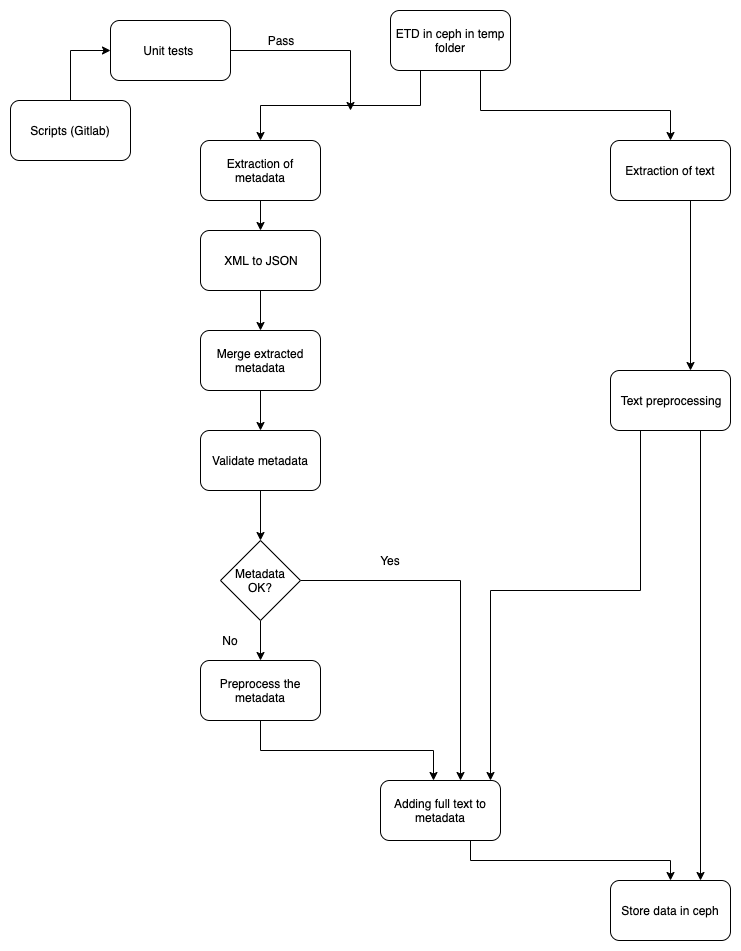 Unit tests
Pass
ETD in ceph in temp
folder
Scripts (Gitlab)
Extraction of
metadata
Extraction of text
XML to JSON
Merge extracted
metadata
Text preprocessing
Validate metadata
Metadata
OK?
Yes
No
Preprocess the
metadata
Adding full text to
metadata
Store data in ceph